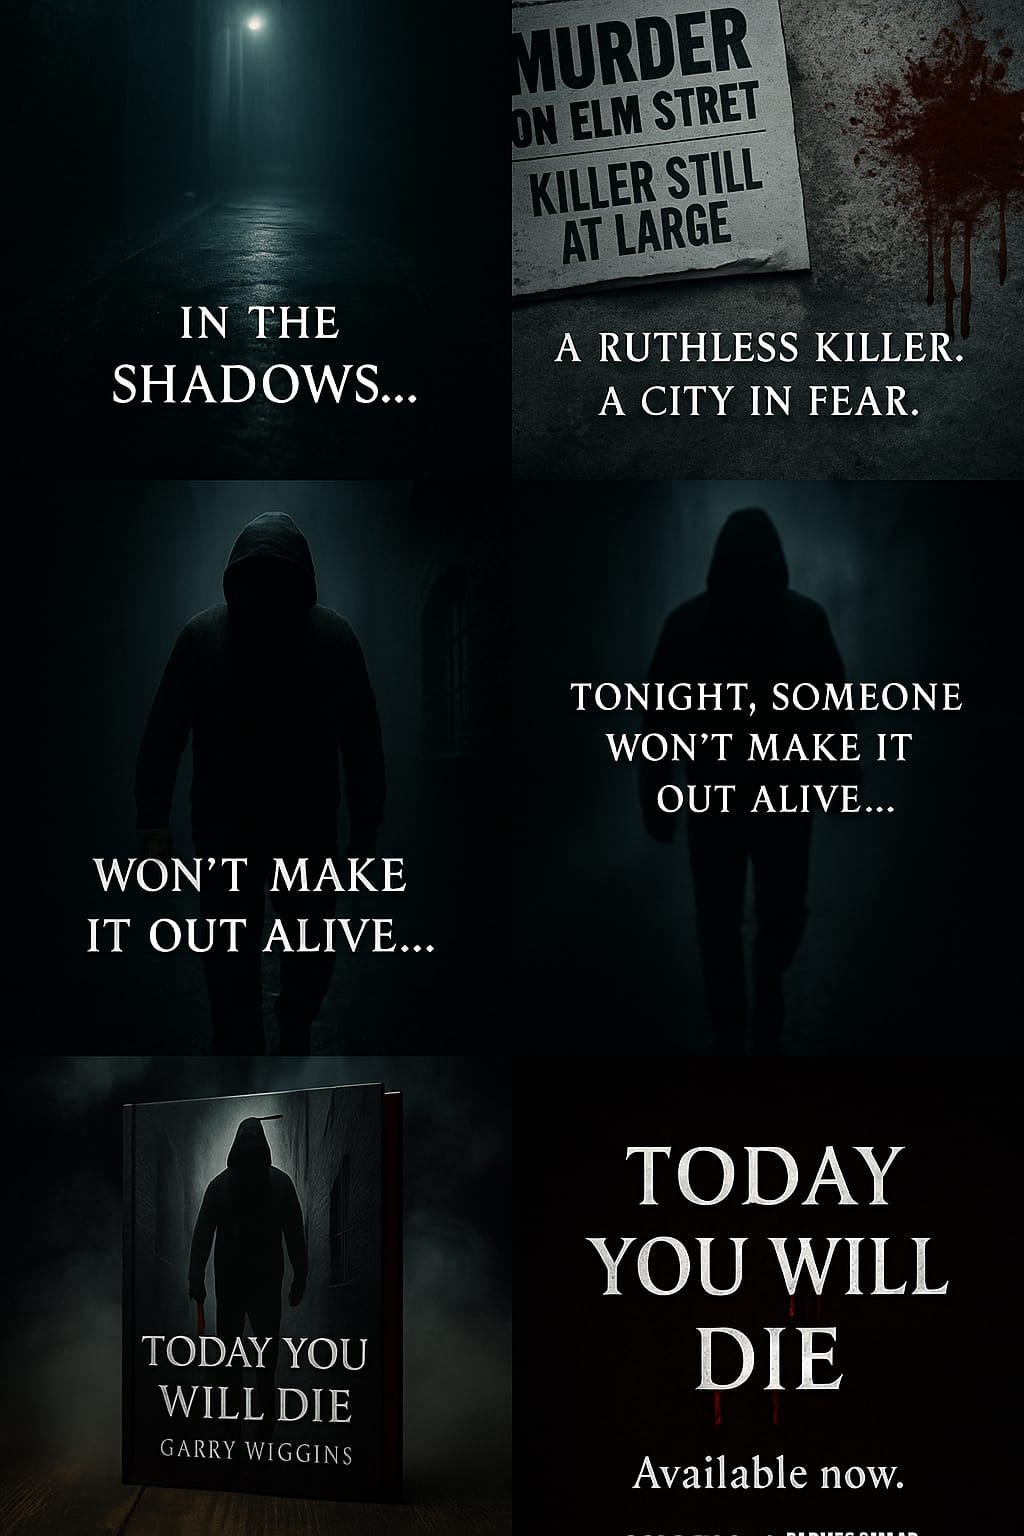 IN THE
SHADOWS...
MURDER
ON ELM STRET
KILLER STILL
AT LARGE
A RUTHLESS KILLER.
A CITY IN FEAR.
WON'T MAKE
IT OUT ALIVE...
TONIGHT, SOMEONE
WON'T MAKE IT
OUT ALIVE...
TODAY YOU
WILL DIE
GARRY WIGGINS
TODAY
YOU WILL
DIE
Available now.